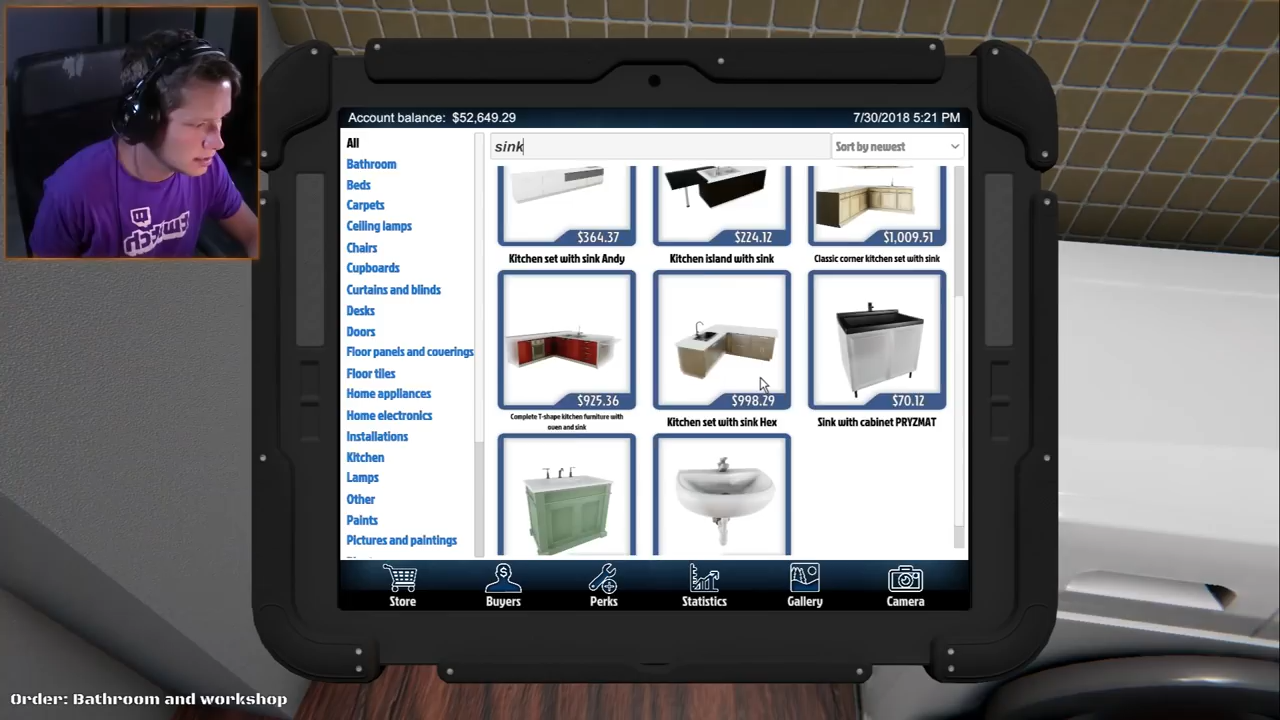 Account balance: $52,649.29
7/30/2018 5:21 PM
All
Bathroom
Beds
Carpets
Ceiling lamps
Chairs
Cupboards
Curtains and blinds
Desks
Doors
Floor panels and coverings
Floor tiles
Home appliances
Home electronics
Installations
Kitchen
Lamps
Other
Paints
Pictures and paintings
sink
Sort by newest
$364.37
$224.12
$1,009.51
Kitchen set with sink Andy
Kitchen island with sink
Classic corner kitchen set with sink
$925.36
$998.29
$70.12
Complete T-shape kitchen furniture with
oven and sink
Kitchen set with sink Hex
Sink with cabinet PRYZMAT
Store
Buyers
Perks
Statistics
Gallery
Camera
Order: Bathroom and workshop
twitch